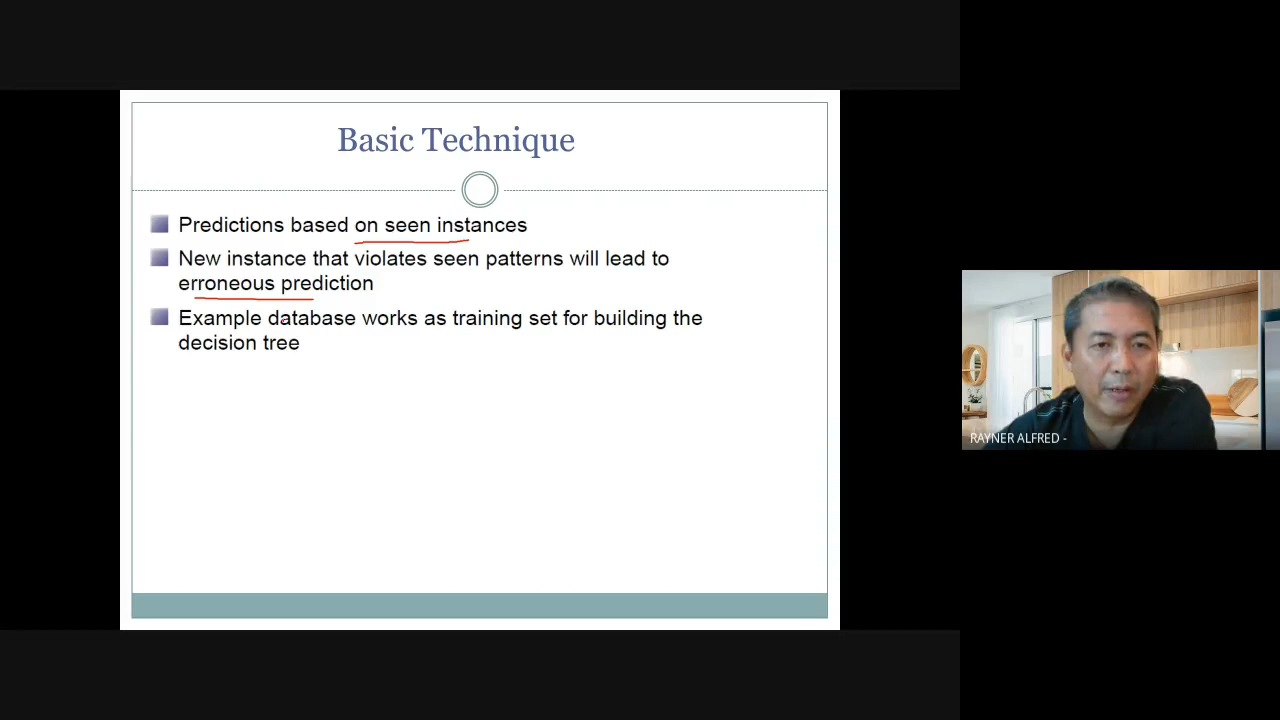 Basic Technique
Predictions based on seen instances
New instance that violates seen patterns will lead to
erroneous prediction
Example database works as training set for building the
decision tree
RAYNER ALFRED -